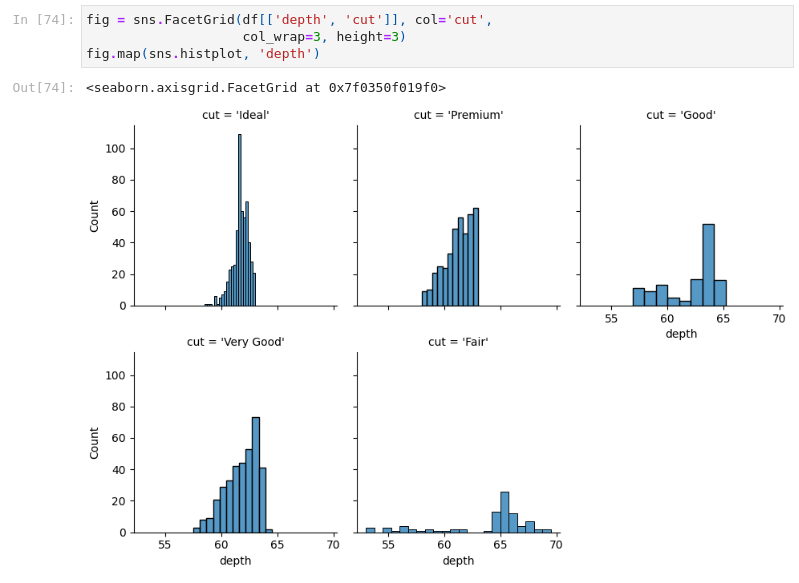 In [74]: fig = sns.FacetGrid(df[['depth', 'cut']], col='cut',
col_wrap=3, height=3)
fig.map(sns.histplot, 'depth')
Out[74]: <seaborn.axisgrid.FacetGrid at 0x7f0350f019f0>
cut = 'Ideal'
cut = 'Premium'
cut = 'Good'
Count
100
80
60
40
20
0
55 60 65 70
depth
cut = 'Very Good'
cut = 'Fair'
Count
100
80
60
40
20
0
55 60 65 70
depth
55 60 65 70
depth